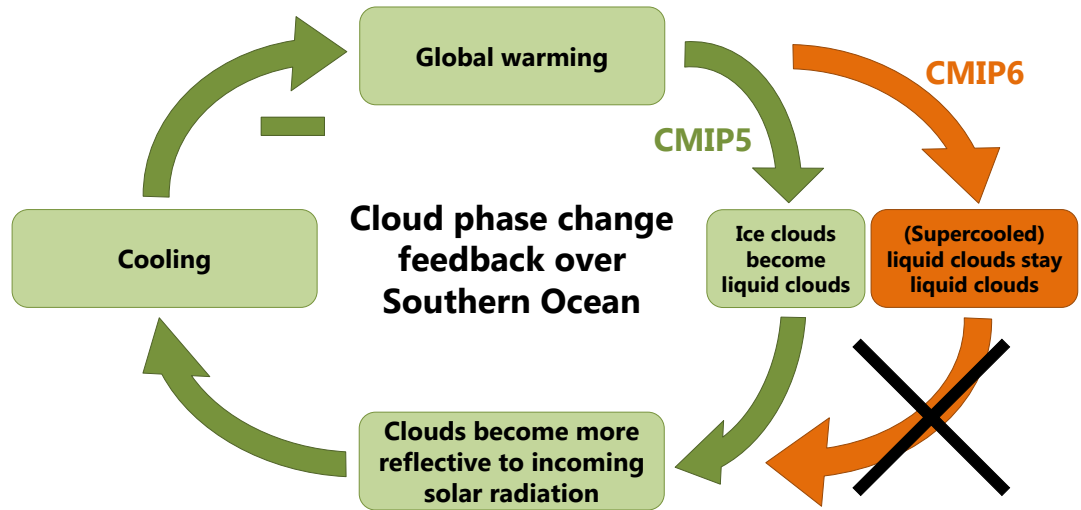 Global warming
CMIP6
CMIP5
Cloud phase change
feedback over
Southern Ocean
Cooling
Ice clouds
become
liquid clouds
(Supercooled)
liquid clouds stay
liquid clouds
Clouds become more
reflective to incoming
solar radiation